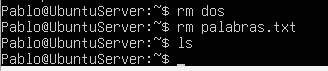 Pablo@UbuntuServer:~$ rm dos
Pablo@UbuntuServer:~$ rm palabras.txt
Pablo@UbuntuServer:~$ ls
Pablo@UbuntuServer:~$ _